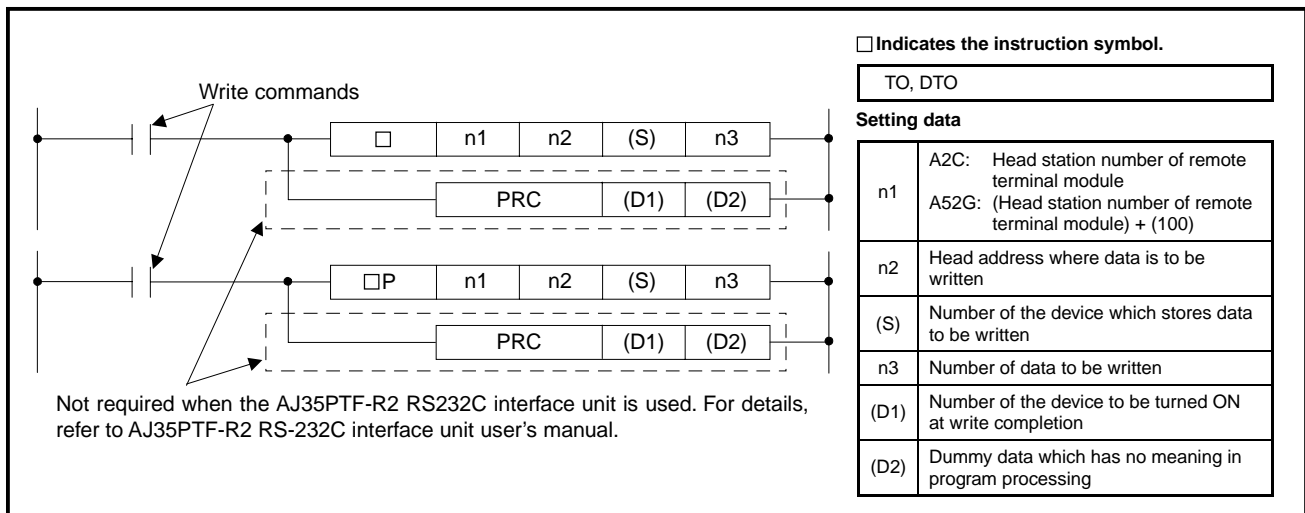 Write commands
□ n1 n2 (S) n3
PRC (D1) (D2)
□P n1 n2 (S) n3
PRC (D1) (D2)
Not required when the AJ35PTF-R2 RS232C interface unit is used. For details,
refer to AJ35PTF-R2 RS-232C interface unit user's manual.
□ Indicates the instruction symbol.
TO, DTO
Setting data
n1
A2C: Head station number of remote
terminal module
A52G: (Head station number of remote
terminal module) + (100)
n2
Head address where data is to be
written
(S)
Number of the device which stores data
to be written
n3
Number of data to be written
(D1)
Number of the device to be turned ON
at write completion
(D2)
Dummy data which has no meaning in
program processing